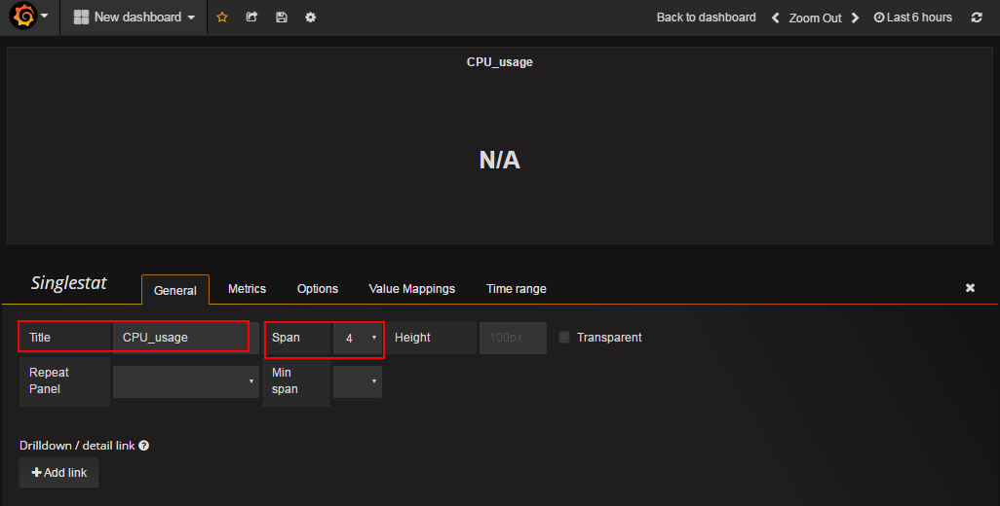 New dashboard
Back to dashboard Zoom Out Last 6 hours
CPU_usage
N/A
Singlestat General Metrics Options Value Mappings Time range
Title CPU_usage Span 4 Height 100px Transparent
Repeat Panel Min span
Drilldown / detail link
Add link